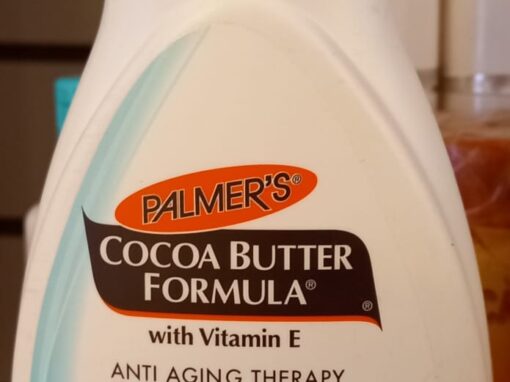 PALMER'S®
COCOA BUTTER
FORMULA®
®
with Vitamin E
ANTI AGING THERAPY